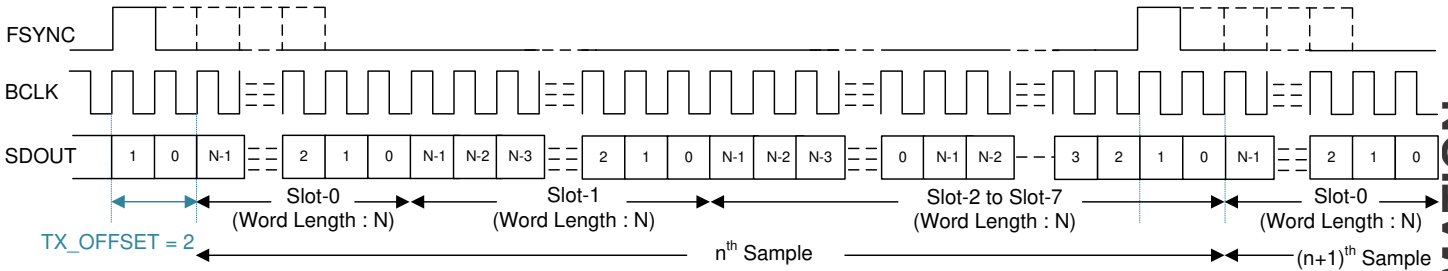 FSYNC
BCLK
SDOUT 1 0 N-1 2 1 0 N-1 N-2 N-3 2 1 0 N-1 N-2 N-3 0 N-1 N-2 3 2 1 0 N-1 2 1 0
Slot-0 Slot-1 Slot-2 to Slot-7 Slot-0
(Word Length : N) (Word Length : N) (Word Length : N) (Word Length : N)
TX_OFFSET = 2 nth Sample (n+1)th Sample